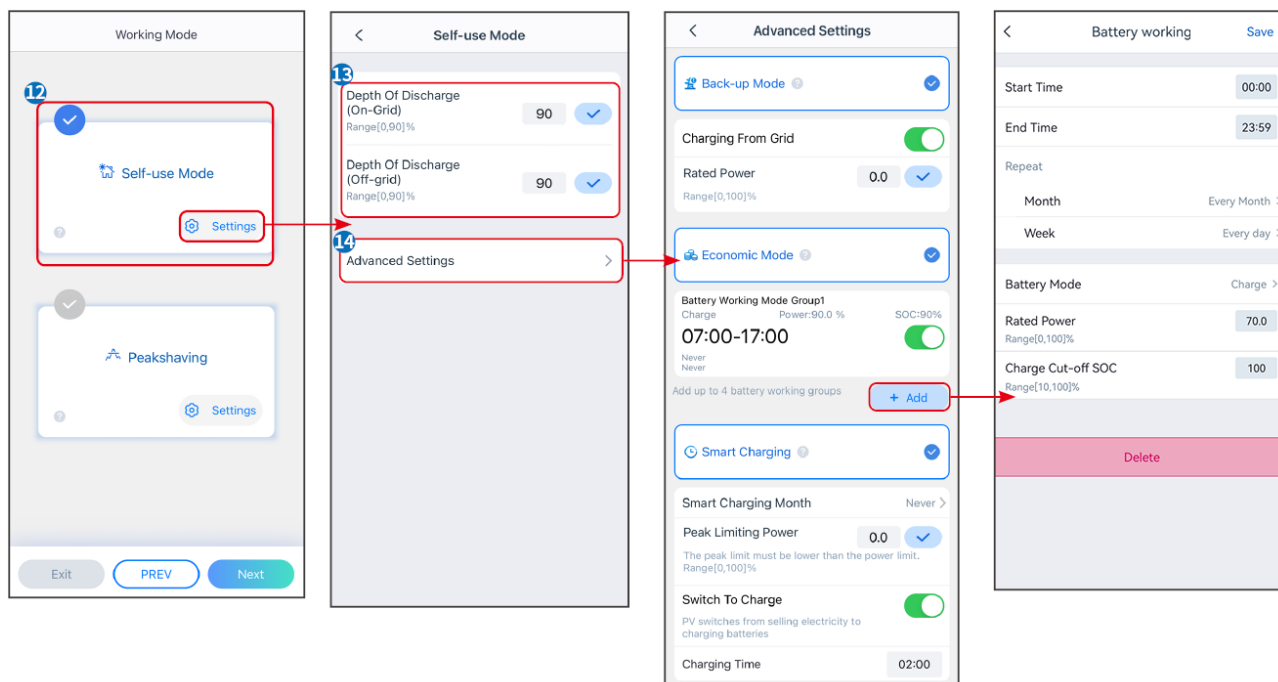 Working Mode
12
Self-use Mode
Settings
Peakshaving
Settings
Exit
PREV
Next
Self-use Mode
13
Depth Of Discharge
(On-Grid)
90
Range[0,90]%
Depth Of Discharge
(Off-grid)
90
Range[0,90]%
14
Advanced Settings
Advanced Settings
Back-up Mode ?
Charging From Grid
Rated Power
0.0
Range[0,100]%
Economic Mode ?
Battery Working Mode Group1
Charge Power:90.0 % SOC:90%
07:00-17:00
Never
Never
Add up to 4 battery working groups
+ Add
Smart Charging ?
Smart Charging Month Never
Peak Limiting Power
0.0
The peak limit must be lower than the power limit.
Range[0,100]%
Switch To Charge
PV switches from selling electricity to
charging batteries
Charging Time 02:00
Battery working Save
Start Time 00:00
End Time 23:59
Repeat
Month Every Month
Week Every day
Battery Mode Charge
Rated Power 70.0
Range[0,100]%
Charge Cut-off SOC 100
Range[10,100]%
Delete